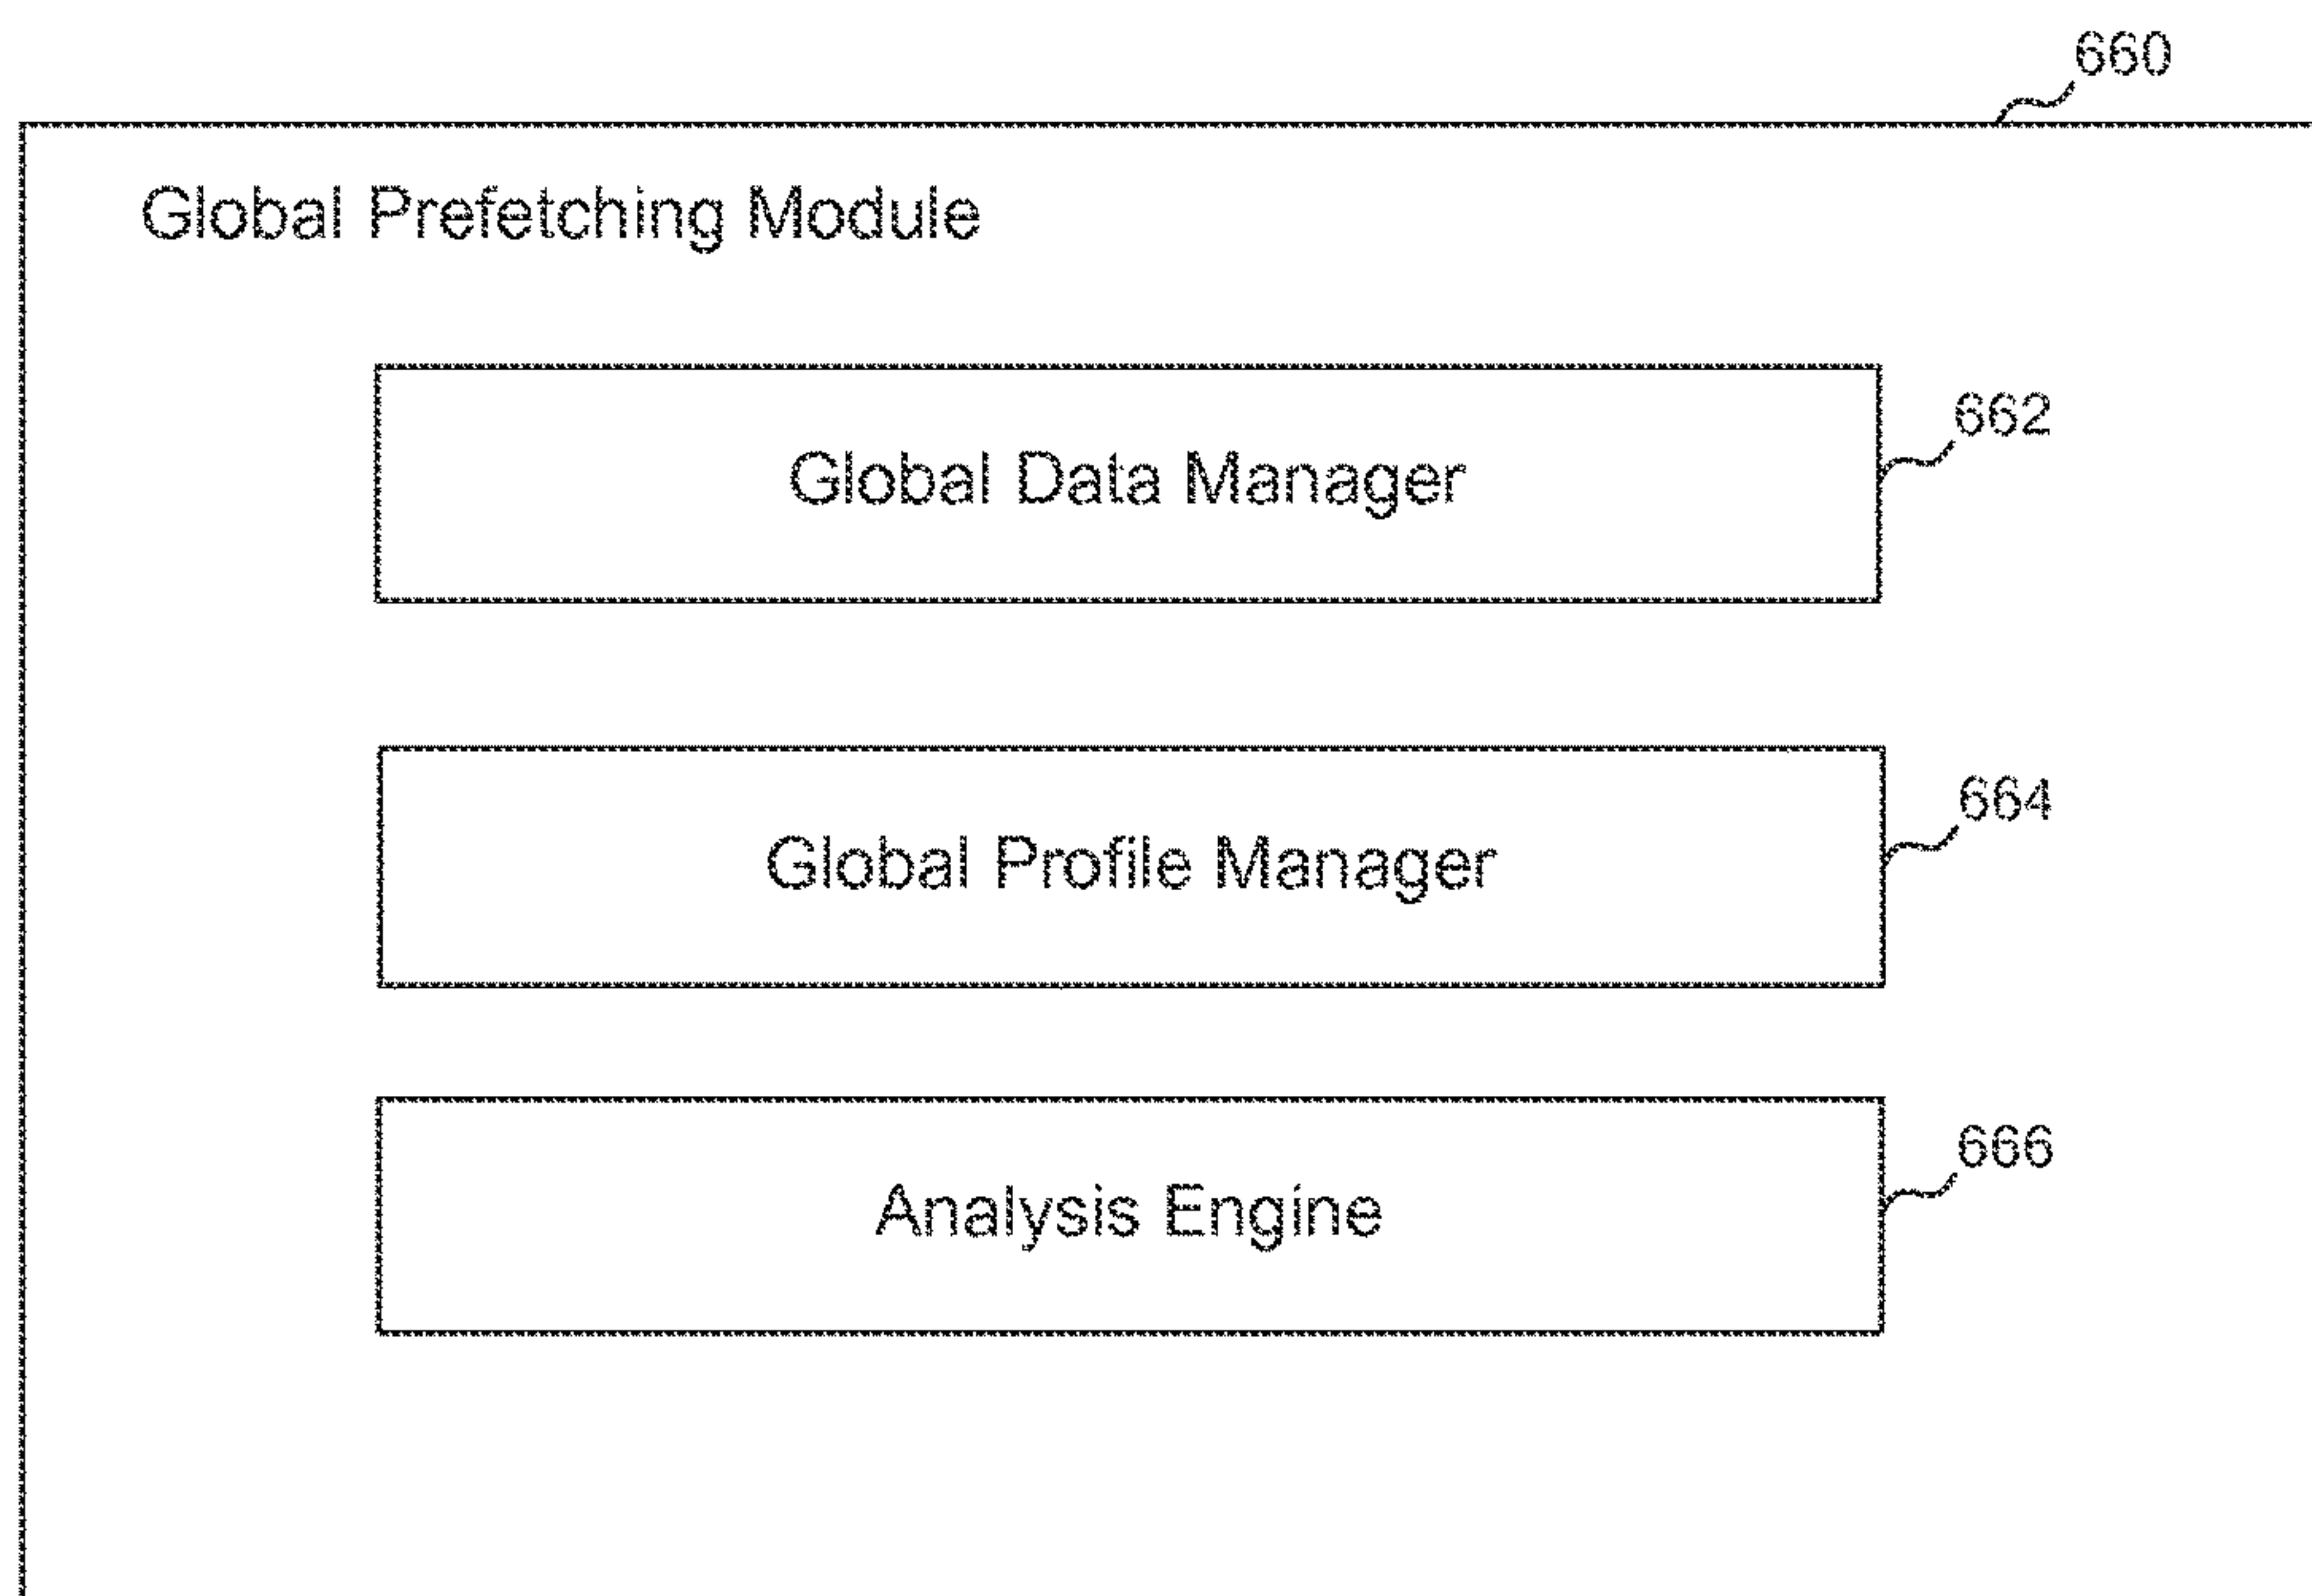 660
Global Prefetching Module
Global Data Manager
662
Global Profile Manager
664
Analysis Engine
666